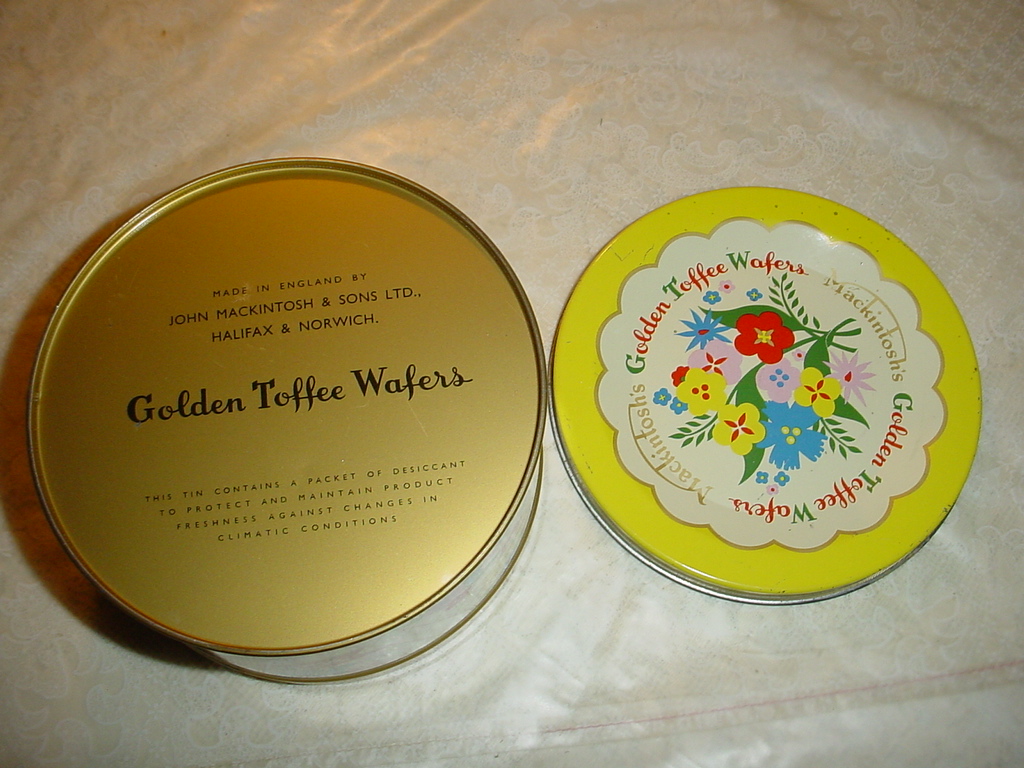 MADE IN ENGLAND BY
JOHN MACKINTOSH & SONS LTD.,
HALIFAX & NORWICH.
Golden Toffee Wafers
THIS TIN CONTAINS A PACKET OF DESICCANT
TO PROTECT AND MAINTAIN PRODUCT
FRESHNESS AGAINST CHANGES IN
CLIMATIC CONDITIONS
Mackintosh's Golden Toffee Wafers
Mackintosh's Golden Toffee Wafers